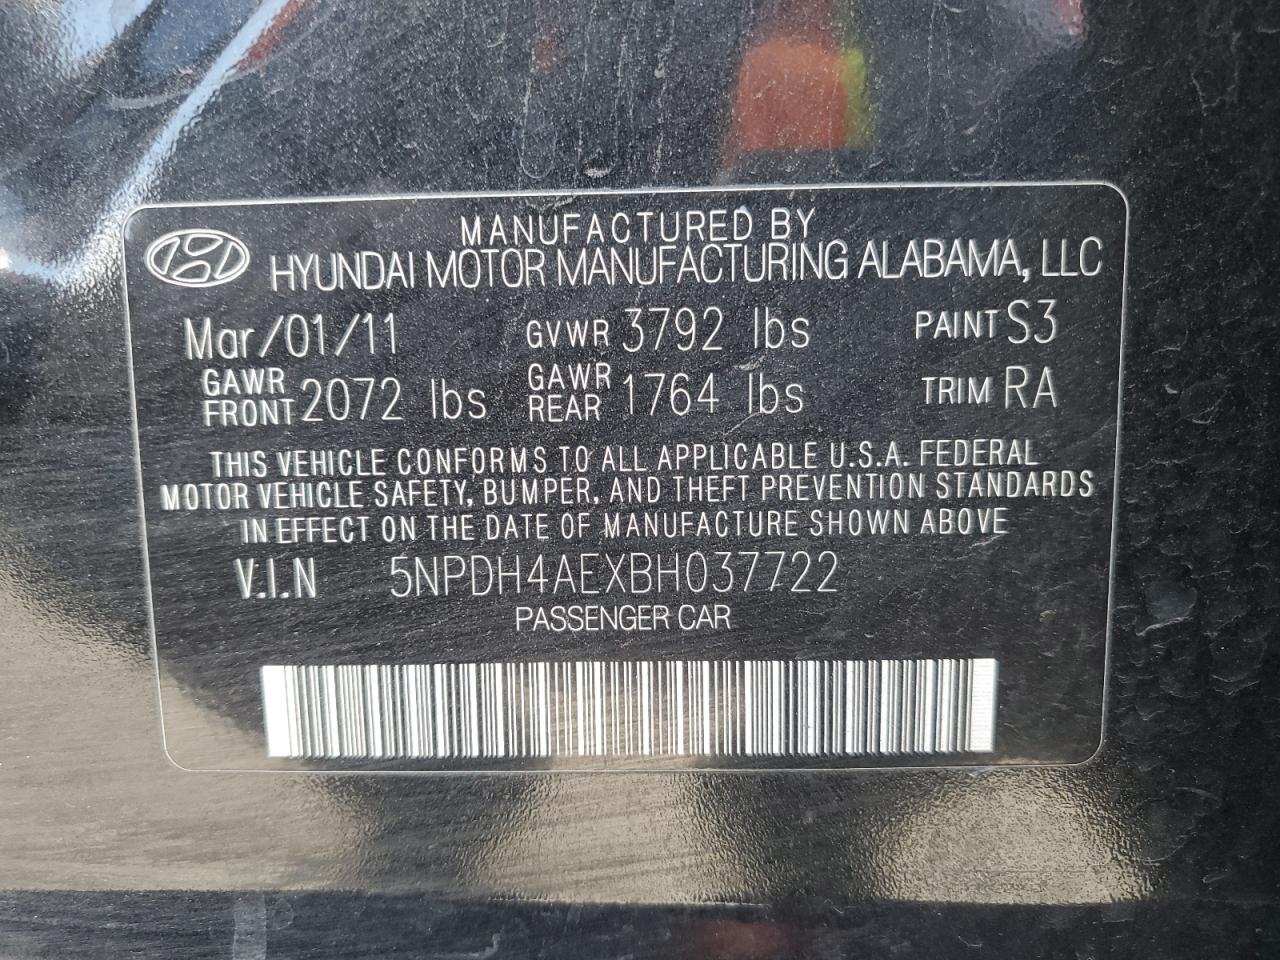 MANUFACTURED BY
HYUNDAI MOTOR MANUFACTURING ALABAMA, LLC
Mar/01/11 GVWR 3792 lbs PAINT S3
GAWR FRONT 2072 lbs GAWR REAR 1764 lbs TRIM RA
THIS VEHICLE CONFORMS TO ALL APPLICABLE U.S.A. FEDERAL
MOTOR VEHICLE SAFETY, BUMPER, AND THEFT PREVENTION STANDARDS
IN EFFECT ON THE DATE OF MANUFACTURE SHOWN ABOVE
V.I.N 5NPDH4AEXBH037722
PASSENGER CAR